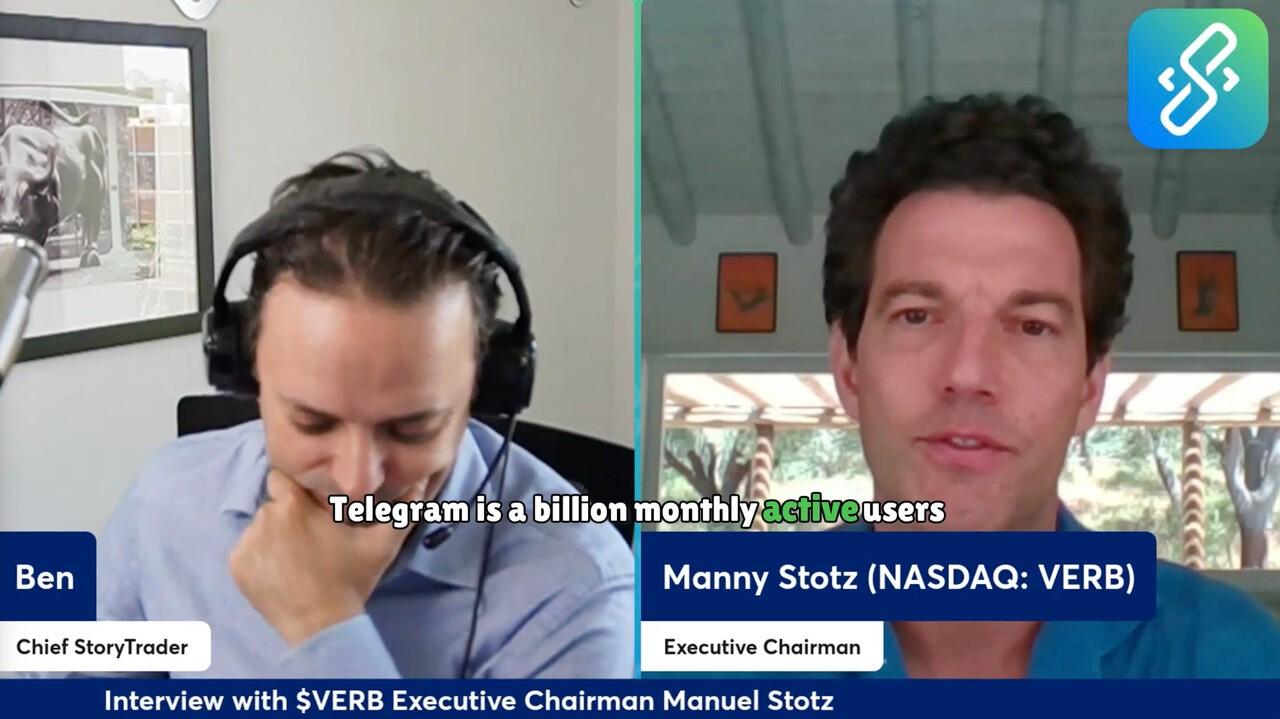 Telegram is a billion monthly active users
Ben
Chief StoryTrader
Manny Stotz (NASDAQ: VERB)
Executive Chairman
Interview with $VERB Executive Chairman Manuel Stotz